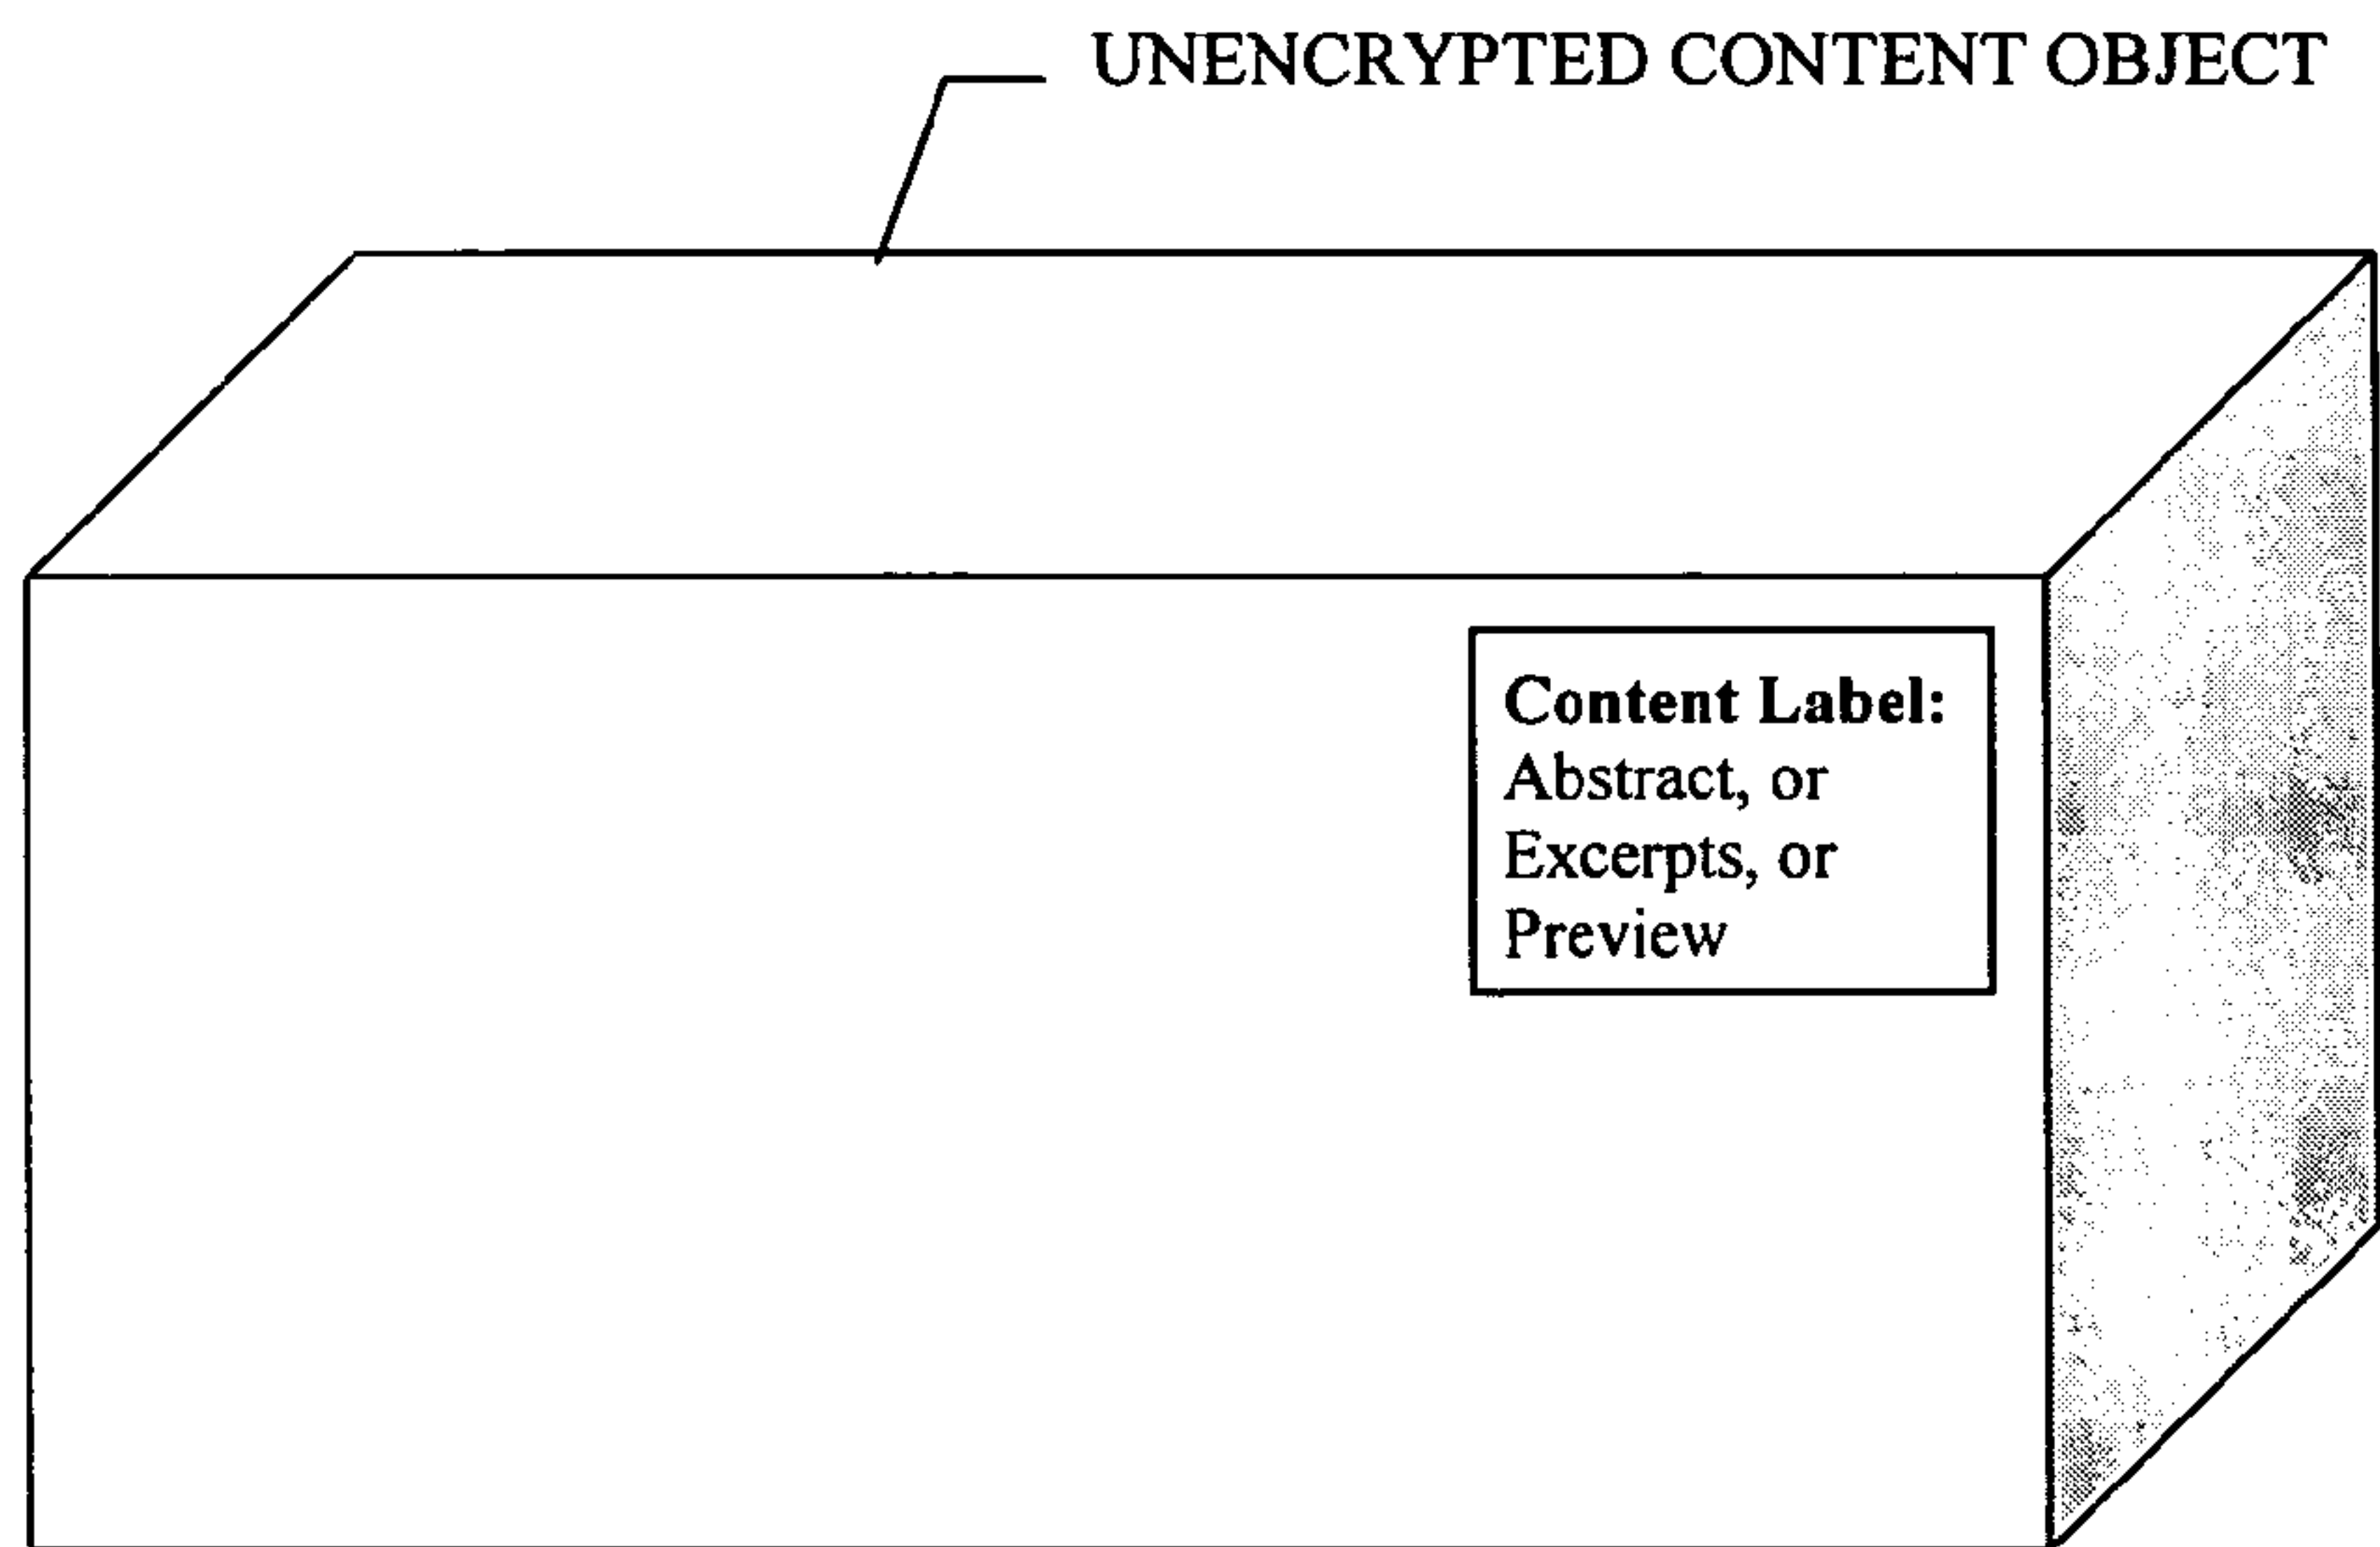 UNENCRYPTED CONTENT OBJECT
Content Label:
Abstract, or
Excerpts, or
Preview